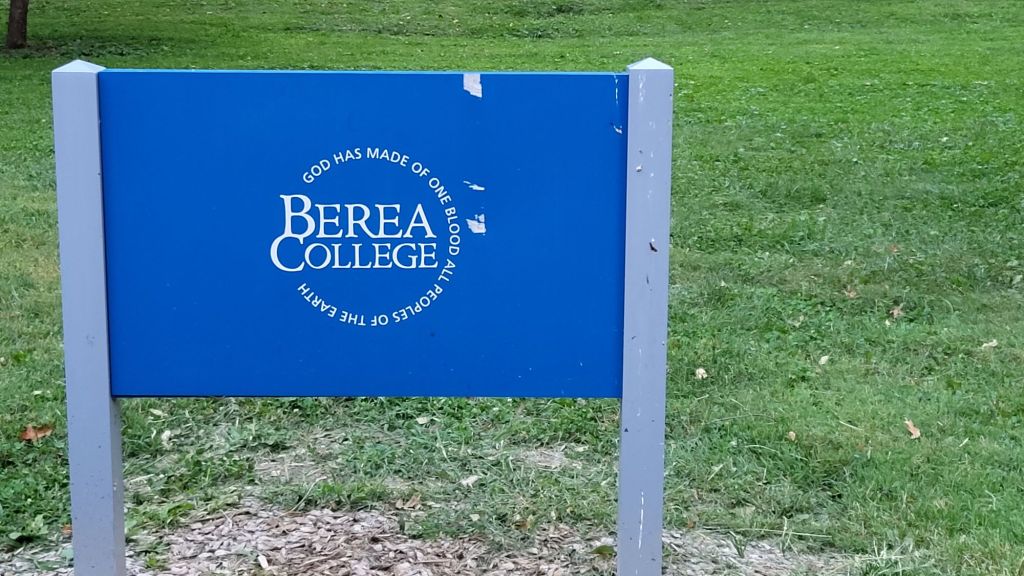 GOD HAS MADE OF ONE BLOOD ALL PEOPLES OF THE EARTH
BEREA
COLLEGE